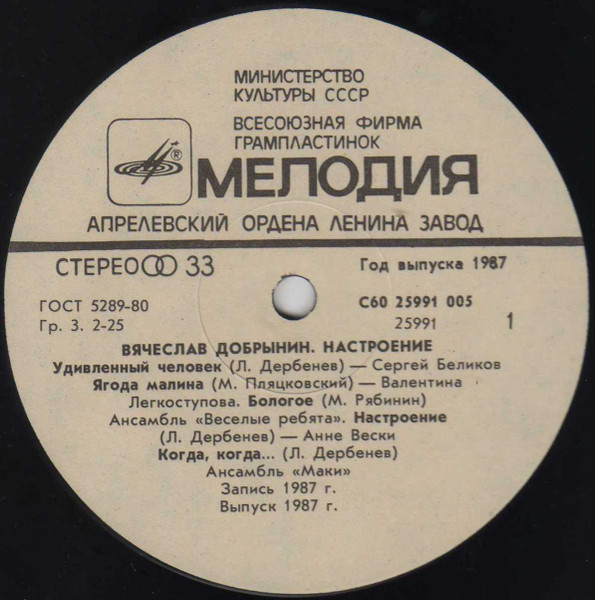 МИНИСТЕРСТВО
КУЛЬТУРЫ СССР
ВСЕСОЮЗНАЯ ФИРМА
ГРАМПЛАСТИНОК
®
МЕЛОДИЯ
АПРЕЛЕВСКИЙ ОРДЕНА ЛЕНИНА ЗАВОД
СТЕРЕО 33
Год выпуска 1987
ГОСТ 5289-80
С60 25991 005
Гр. 3. 2-25
25991
1
ВЯЧЕСЛАВ ДОБРЫНИН. НАСТРОЕНИЕ
Удивленный человек (Л. Дербенев) — Сергей Беликов
Ягода малина (М. Пляцковский) — Валентина
Легкоступова. Бологое (М. Рябинин)
Ансамбль «Веселые ребята». Настроение
(Л. Дербенев) — Анне Вески
Когда, когда... (Л. Дербенев)
Ансамбль «Маки»
Запись 1987 г.
Выпуск 1987 г.